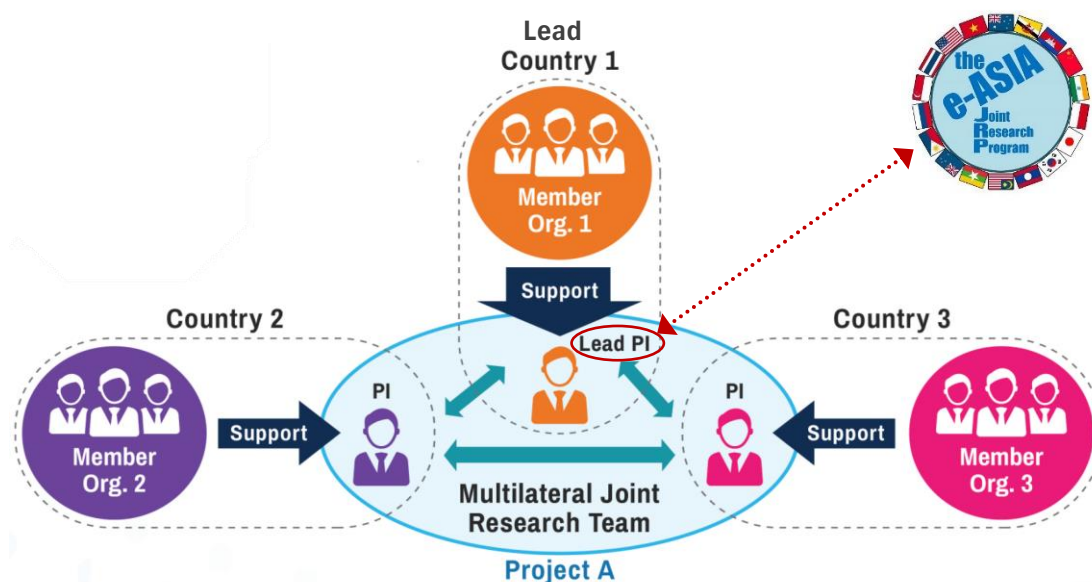 Lead
Country 1
the
e-ASIA
Joint
Research
Program
Member
Org. 1
Support
Country 2
Country 3
Lead PI
PI
PI
Member
Org. 2
Support
Support
Member
Org. 3
Multilateral Joint
Research Team
Project A